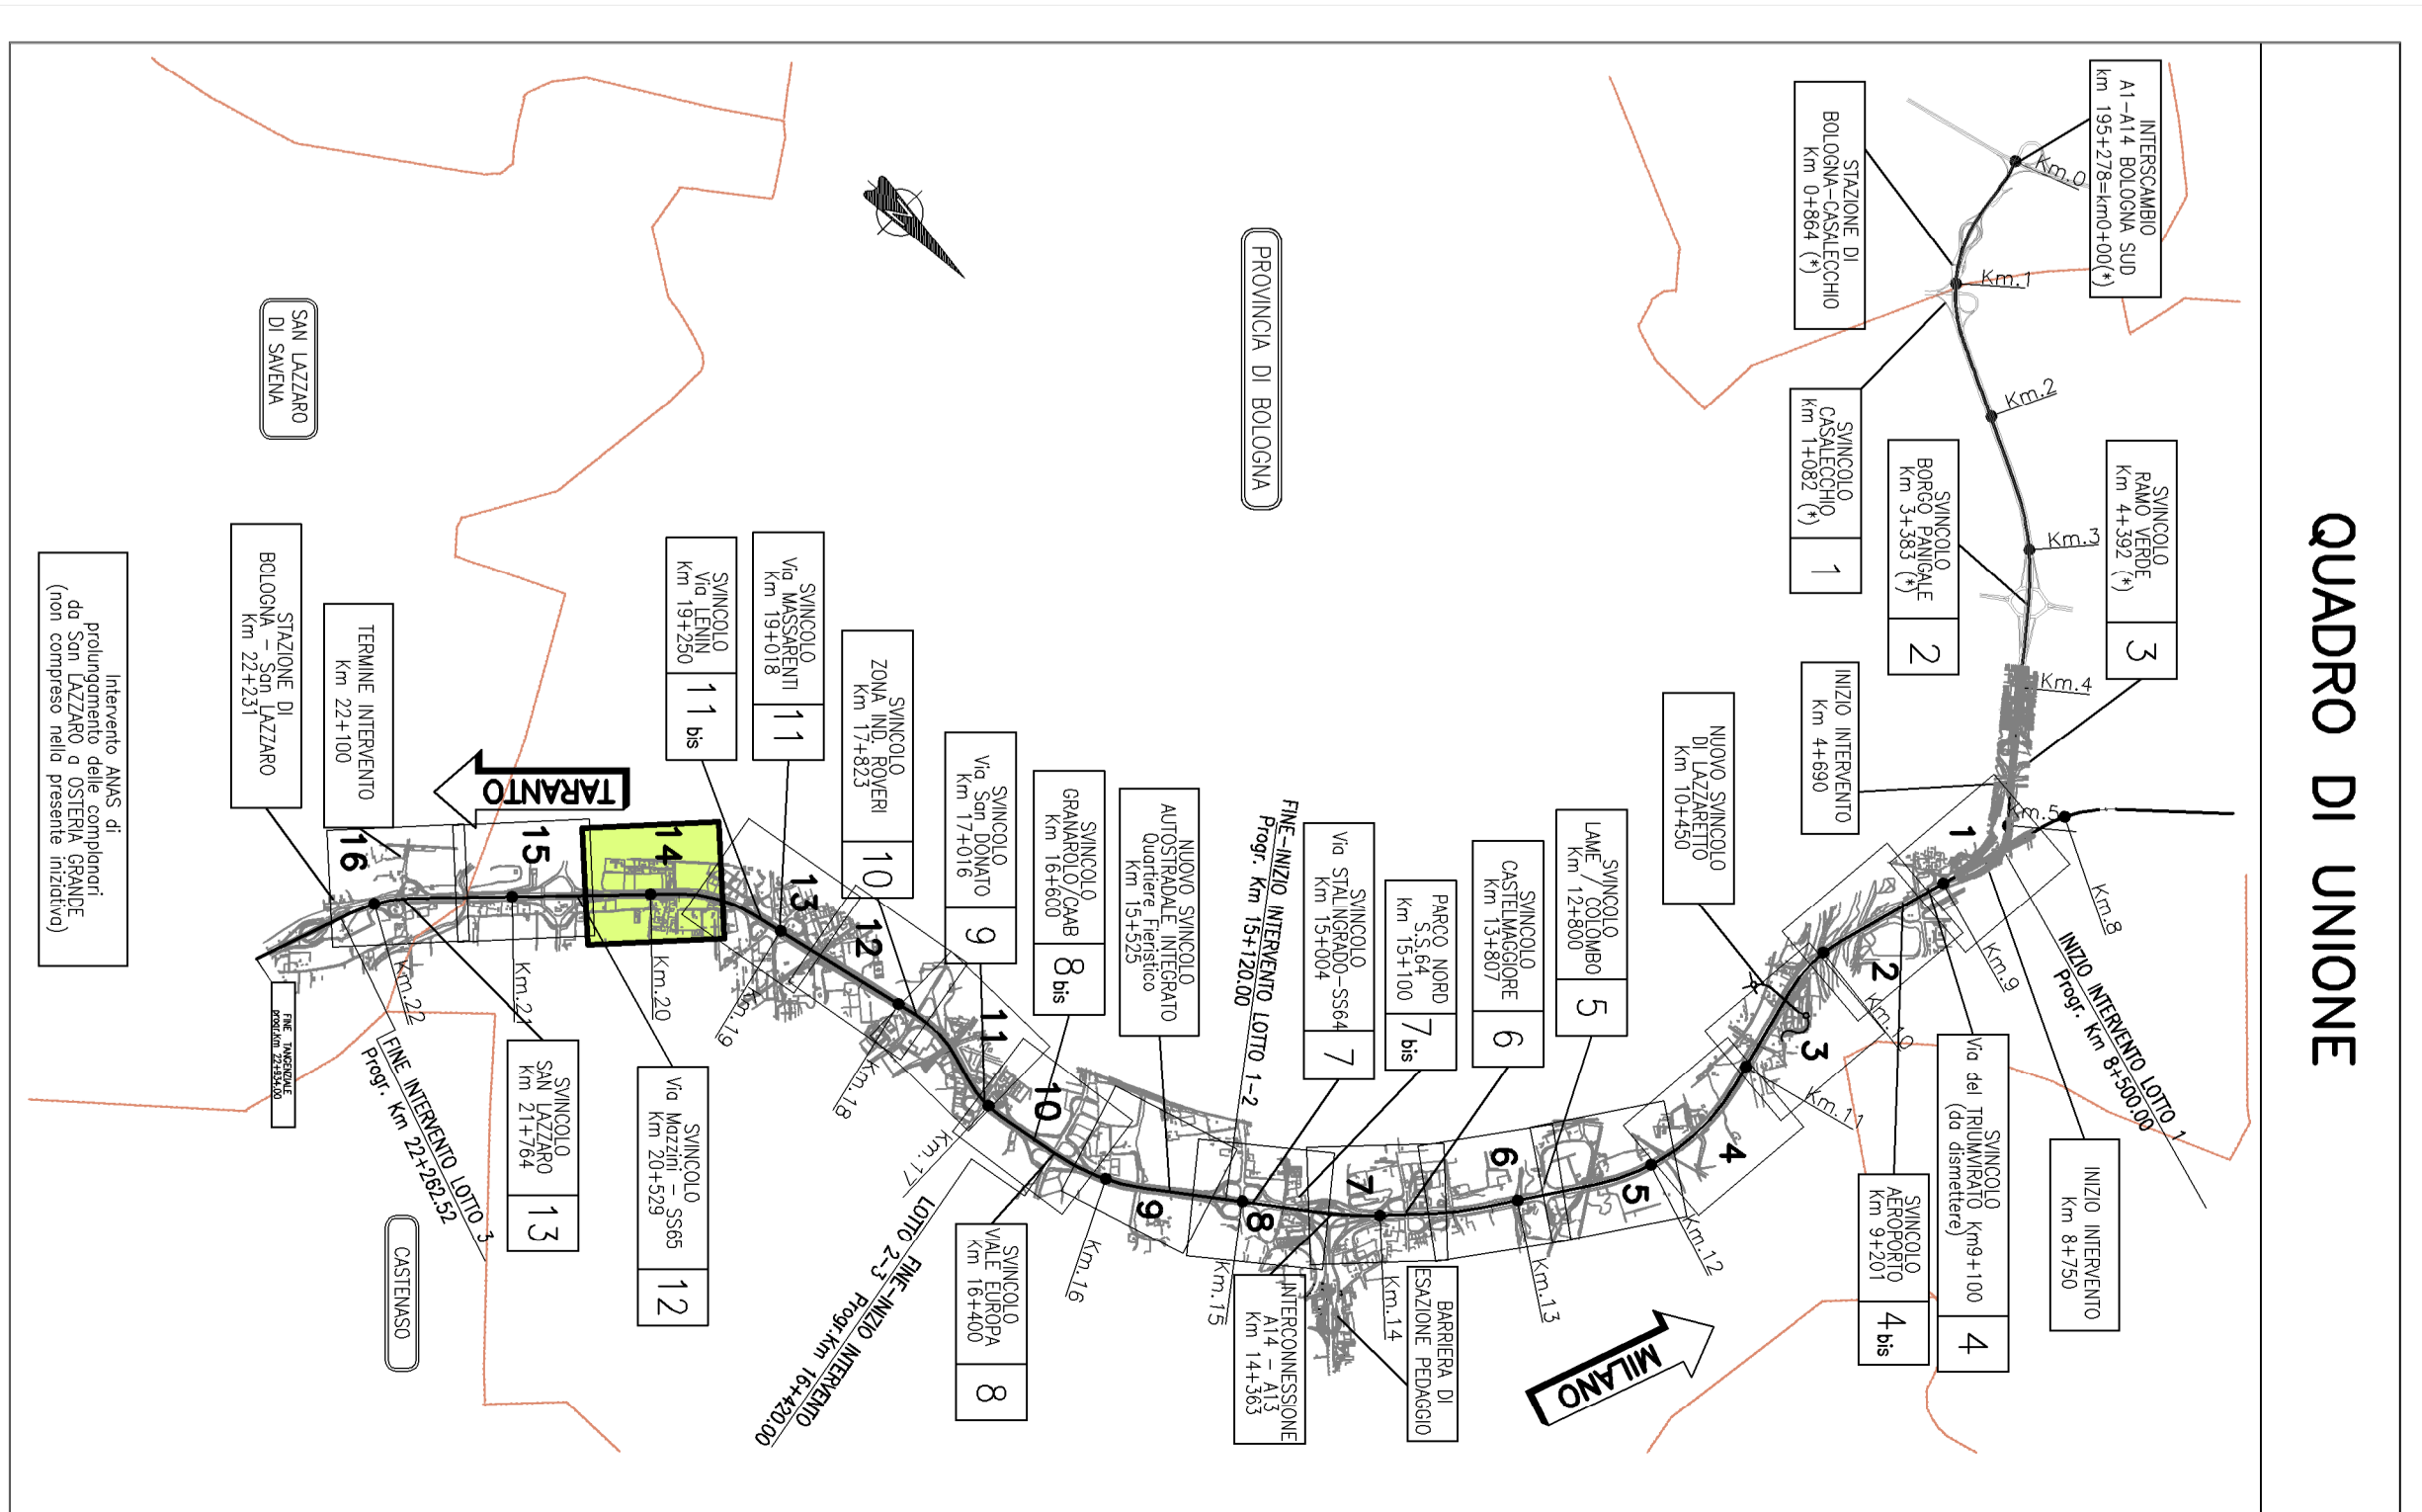 QUADRO DI UNIONE
INTERSCAMBIO
A1-A14 BOLOGNA SUD
km 195+278=km0+00(*)
STAZIONE DI
BOLOGNA-CASALECCHIO
Km 0+864 (*)
SVINCOLO
CASALECCHIO
Km 1+082 (*)
1
SVINCOLO
BORGO PANIGALE
Km 3+383 (*)
2
SVINCOLO
RAMO VERDE
Km 4+392 (*)
3
INIZIO INTERVENTO
Km 4+690
NUOVO SVINCOLO
DI LAZZARETTO
Km 10+450
Km.0
Km.1
Km.2
Km.3
Km.4
Km.5
Km.8
Km.9
Km.10
Km.11
Km.12
Km.13
Km.14
Km.15
Km.16
Km.17
Km.18
Km.19
Km.20
Km.21
Km.22
INIZIO INTERVENTO LOTTO 1
Progr. Km 8+500.00
INIZIO INTERVENTO
Km 8+750
SVINCOLO
Via del TRIUMVIRATO Km9+100
(da dismettere)
4
SVINCOLO
AEROPORTO
Km 9+201
4 bis
MILANO
SVINCOLO
LAME / COLOMBO
Km 12+800
5
SVINCOLO
CASTELMAGGIORE
Km 13+807
6
PARCO NORD
S.S.64
Km 15+100
7 bis
SVINCOLO
Via STALINGRADO-SS64
Km 15+004
7
BARRIERA DI
ESAZIONE PEDAGGIO
INTERCONNESSIONE
A14 - A13
Km 14+363
FINE-INIZIO INTERVENTO LOTTO 1-2
Progr. Km 15+120.00
NUOVO SVINCOLO
AUTOSTRADALE INTEGRATO
Quartiere Fieristico
Km 15+525
SVINCOLO
GRANAROLO/CAAB
Km 16+600
8 bis
SVINCOLO
VIALE EUROPA
Km 16+400
8
FINE-INIZIO INTERVENTO
LOTTO 2-3 Progr.Km 16+420.00
SVINCOLO
Via San DONATO
Km 17+016
9
SVINCOLO
ZONA IND. ROVERI
Km 17+823
10
SVINCOLO
Via MASSARENTI
Km 19+018
11
SVINCOLO
Via LENIN
Km 19+250
11 bis
SVINCOLO
Via Mazzini - SS65
Km 20+529
12
SVINCOLO
SAN LAZZARO
Km 21+764
13
FINE INTERVENTO LOTTO 3
Progr. Km 22+262.52
TARANTO
TERMINE INTERVENTO
Km 22+100
STAZIONE DI
BOLOGNA - San LAZZARO
Km 22+231
FINE TANGENZIALE
progr.Km 22+934.00
Intervento ANAS di
prolungamento delle complanari
da San LAZZARO a OSTERIA GRANDE
(non compreso nella presente iniziativa)
PROVINCIA DI BOLOGNA
SAN LAZZARO
DI SAVENA
CASTENASO
1
2
3
4
5
6
7
8
9
10
11
12
13
14
15
16